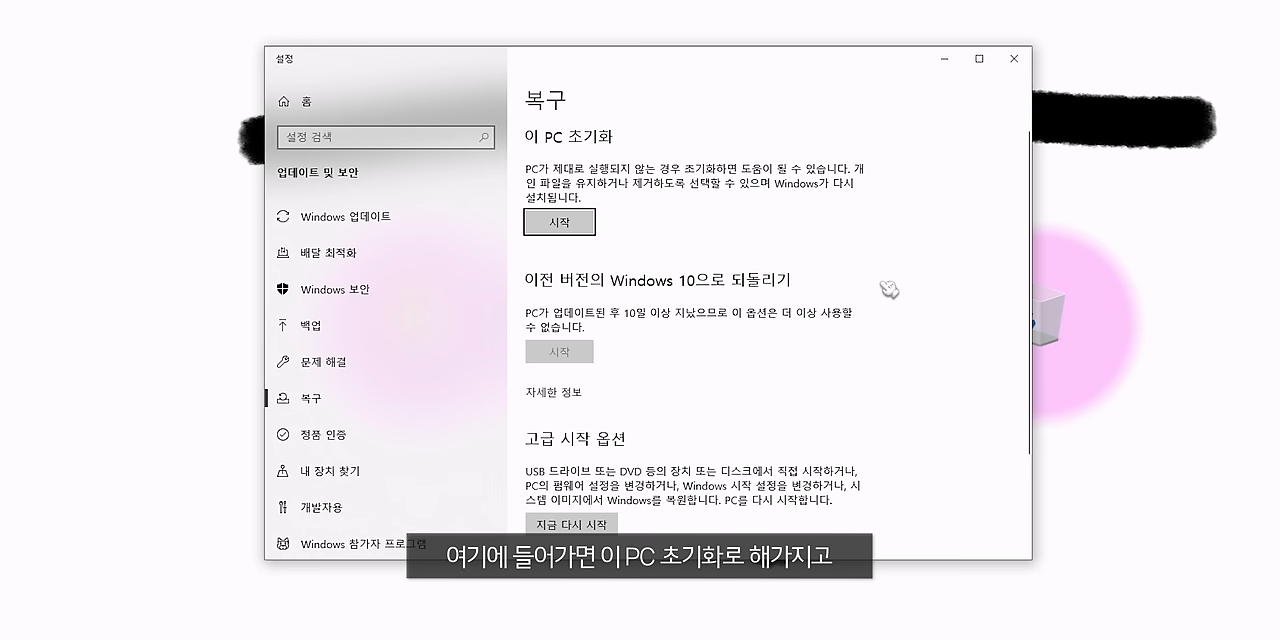 설정
홈
설정 검색
업데이트 및 보안
Windows 업데이트
배달 최적화
Windows 보안
백업
문제 해결
복구
정품 인증
내 장치 찾기
개발자용
Windows 참가자 프로그램
복구
이 PC 초기화
PC가 제대로 실행되지 않는 경우 초기화하면 도움이 될 수 있습니다. 개
인 파일을 유지하거나 제거하도록 선택할 수 있으며 Windows가 다시
설치됩니다.
시작
이전 버전의 Windows 10으로 되돌리기
PC가 업데이트된 후 10일 이상 지났으므로 이 옵션은 더 이상 사용할
수 없습니다.
시작
자세한 정보
고급 시작 옵션
USB 드라이브 또는 DVD 등의 장치 또는 디스크에서 직접 시작하거나,
PC의 펌웨어 설정을 변경하거나, Windows 시작 설정을 변경하거나, 시
스템 이미지에서 Windows를 복원합니다. PC를 다시 시작합니다.
지금 다시 시작
여기에 들어가면 이 PC 초기화로 해가지고